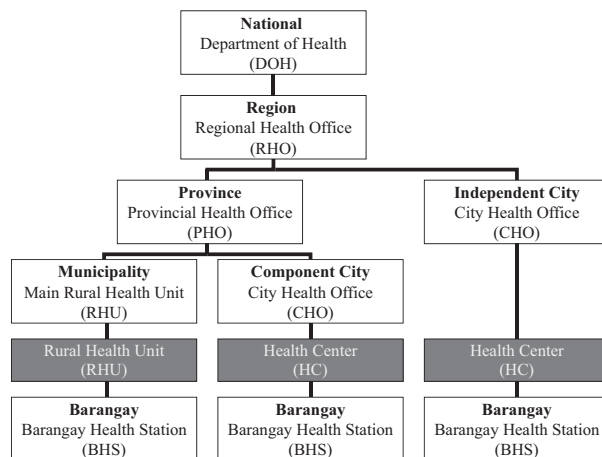 National
Department of Health
(DOH)
Region
Regional Health Office
(RHO)
Province
Provincial Health Office
(PHO)
Independent City
City Health Office
(CHO)
Municipality
Main Rural Health Unit
(RHU)
Component City
City Health Office
(CHO)
Rural Health Unit
(RHU)
Health Center
(HC)
Health Center
(HC)
Barangay
Barangay Health Station
(BHS)
Barangay
Barangay Health Station
(BHS)
Barangay
Barangay Health Station
(BHS)